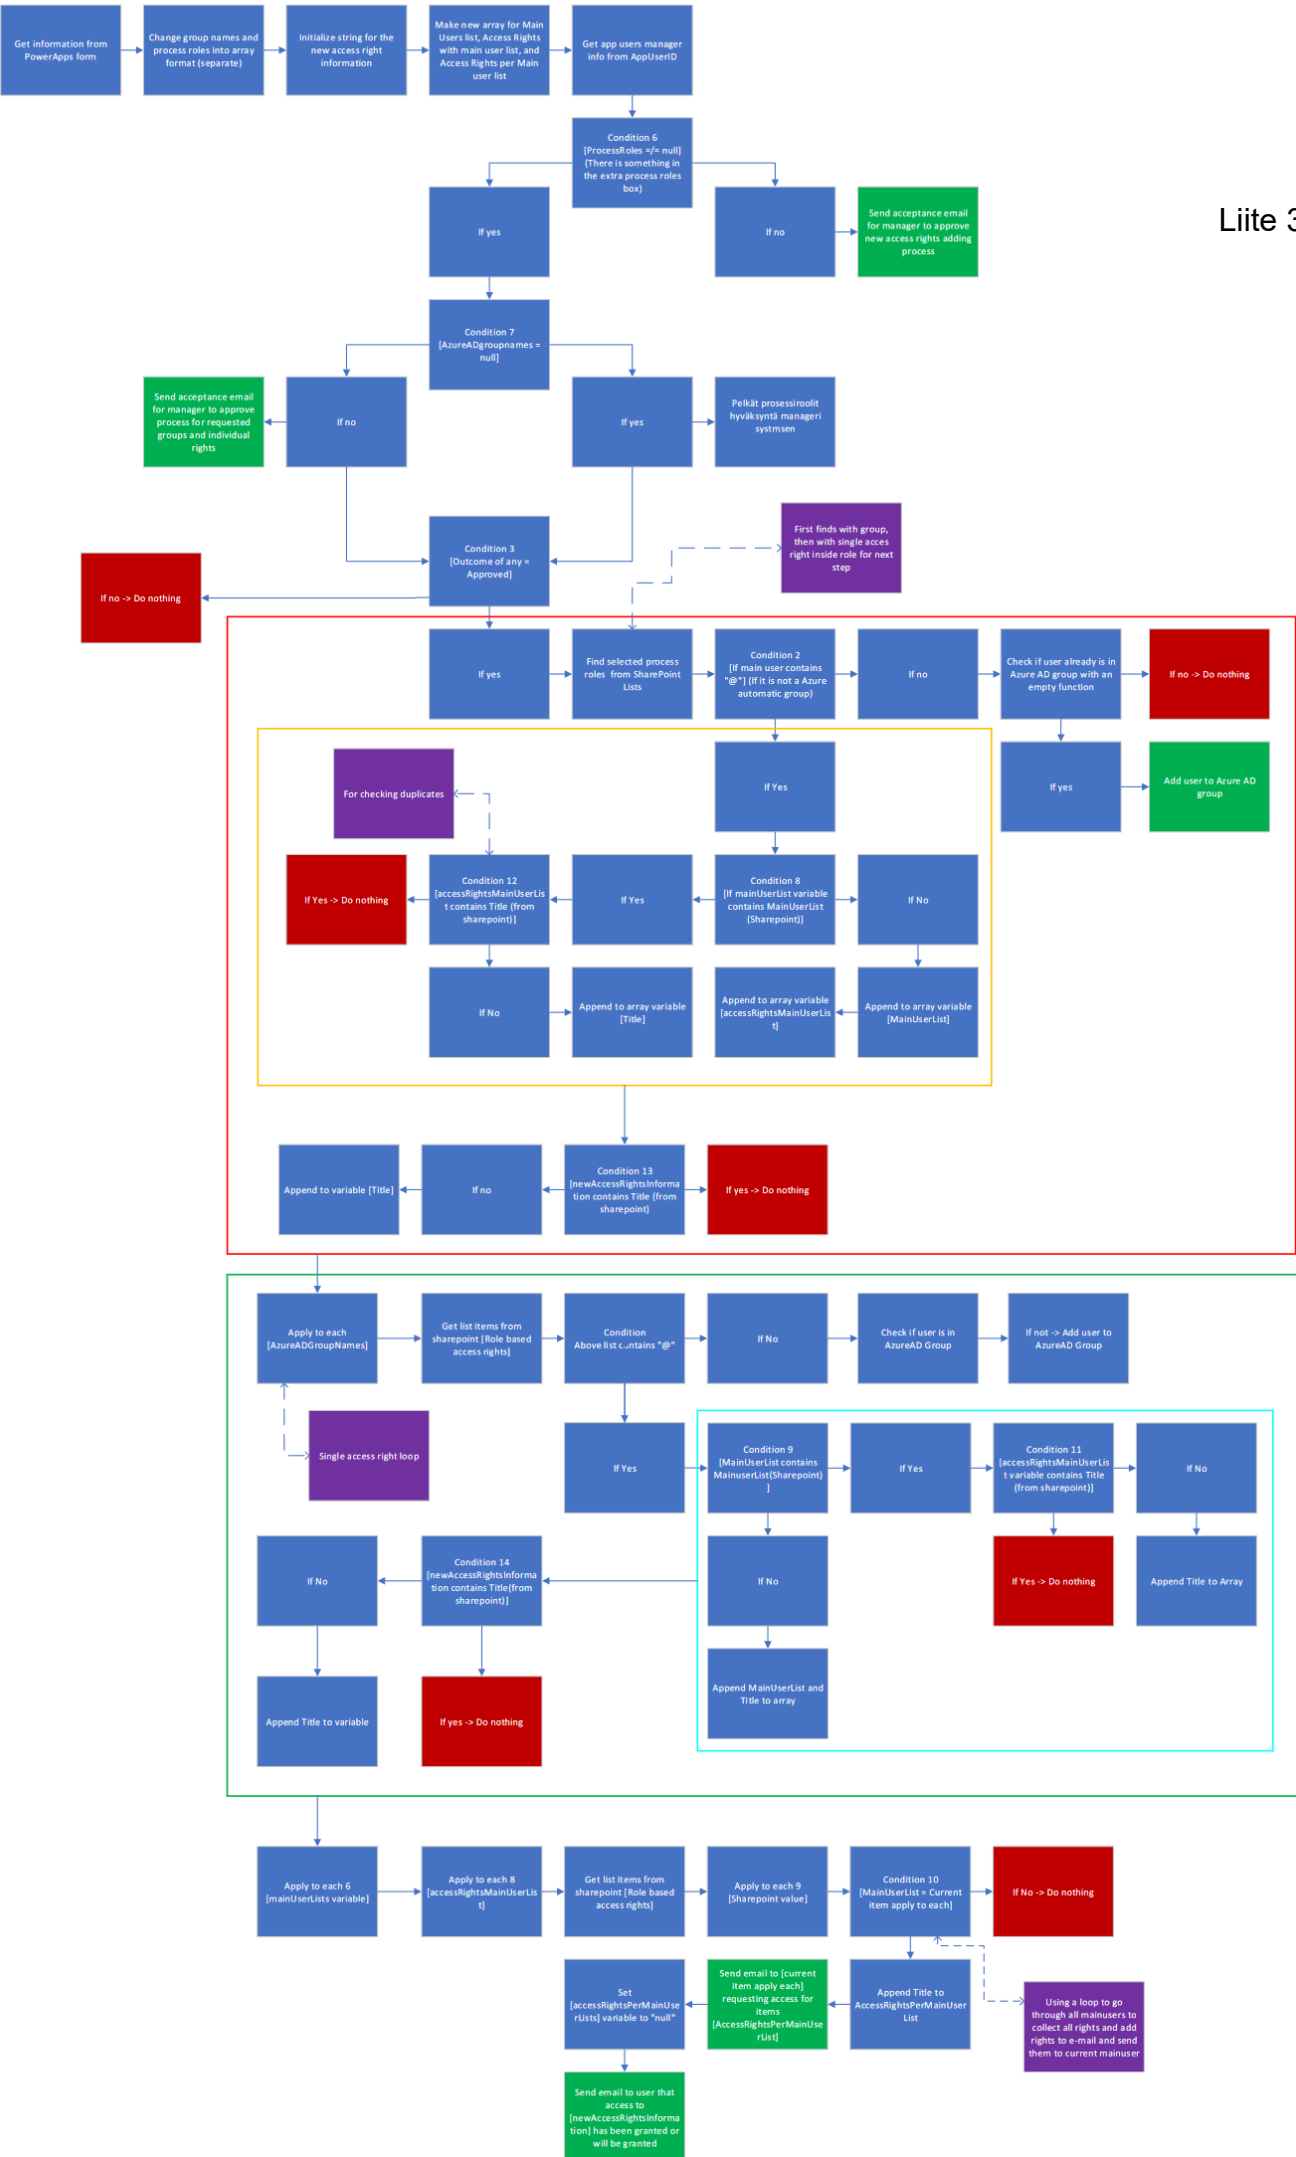 Get information from
PowerApps form
Change group names and
process roles into array
format (separate)
Initialize string for the
new access right
information
Make new array for Main
Users list, Access Rights
with main user list, and
Access Rights per Main
user list
Get app users manager
info from AppUserID
Condition 6
[ProcessRoles =/= null]
(There is something in
the extra process roles
box)
If yes
If no
Send acceptance email
for manager to approve
new access rights adding
process
Liite 3
Condition 7
[AzureADgroupnames =
null]
Send acceptance email
for manager to approve
process for requested
groups and individual
rights
If no
If yes
Pelkät prosessiroolit
hyväksyntä manageri
systmsen
Condition 3
[Outcome of any =
Approved]
First finds with group,
then with single acces
right inside role for next
step
If no -> Do nothing
If yes
Find selected process
roles from SharePoint
Lists
Condition 2
[If main user contains
"@"] (If it is not a Azure
automatic group)
If no
Check if user already is in
Azure AD group with an
empty function
If no -> Do nothing
For checking duplicates
If Yes
If yes
Add user to Azure AD
group
If Yes -> Do nothing
Condition 12
[accessRightsMainUserLis
t contains Title (from
sharepoint)]
If Yes
Condition 8
[If mainUserList variable
contains MainUserList
(Sharepoint)]
If No
If No
Append to array variable
[Title]
Append to array variable
[accessRightsMainUserLis
t]
Append to array variable
[MainUserList]
Append to variable [Title]
If no
Condition 13
[newAccessRightsInforma
tion contains Title (from
sharepoint)
If yes -> Do nothing
Apply to each
[AzureADGroupNames]
Get list items from
sharepoint [Role based
access rights]
Condition
Above list contains "@"
If No
Check if user is in
AzureAD Group
If not -> Add user to
AzureAD Group
Single access right loop
If Yes
Condition 9
[MainUserList contains
MainuserList(Sharepoint)
]
If Yes
Condition 11
[accessRightsMainUserLis
t variable contains Title
(from sharepoint)]
If No
If No
Condition 14
[newAccessRightsInforma
tion contains Title(from
sharepoint)]
If No
If Yes -> Do nothing
Append Title to Array
Append Title to variable
If yes -> Do nothing
Append MainUserList and
Title to array
Apply to each 6
[mainUserLists variable]
Apply to each 8
[accessRightsMainUserLis
t]
Get list items from
sharepoint [Role based
access rights]
Apply to each 9
[Sharepoint value]
Condition 10
[MainUserList = Current
item apply to each]
If No -> Do nothing
Set
[accessRightsPerMainUse
rLists] variable to "null"
Send email to [current
item apply each]
requesting access for
items
[AccessRightsPerMainUse
rList]
Append Title to
AccessRightsPerMainUser
List
Using a loop to go
through all mainusers to
collect all rights and add
rights to e-mail and send
them to current mainuser
Send email to user that
access to
[newAccessRightsInforma
tion] has been granted or
will be granted